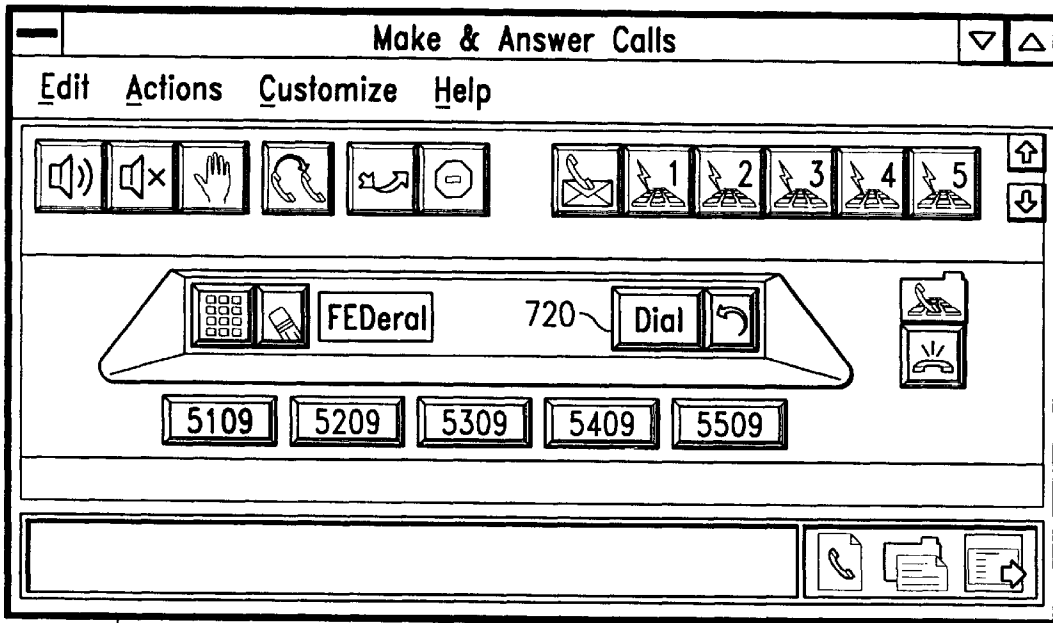 Make & Answer Calls
Edit Actions Customize Help
1 2 3 4 5
FEDeral 720 Dial
5109 5209 5309 5409 5509